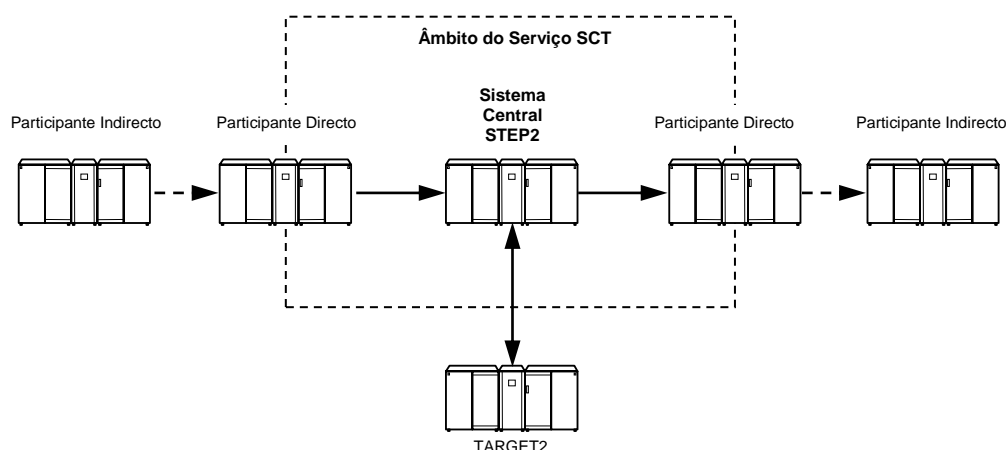 Âmbito do Serviço SCT
Participante Indirecto
Participante Directo
Sistema
Central
STEP2
Participante Directo
Participante Indirecto
TARGET2